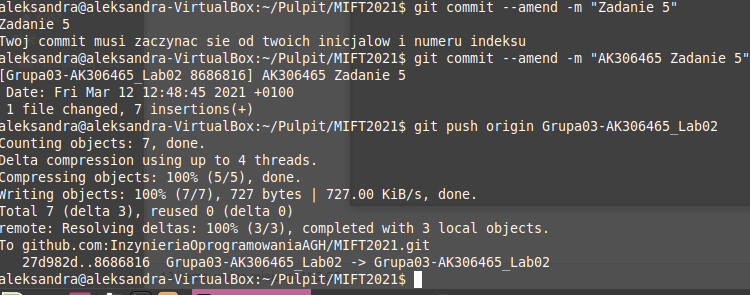 aleksandra@aleksandra-VirtualBox:~/Pulpit/MIFT2021$ git commit --amend -m "Zadanie 5"
Zadanie 5
Twoj commit musi zaczynac sie od twoich inicjalow i numeru indeksu
aleksandra@aleksandra-VirtualBox:~/Pulpit/MIFT2021$ git commit --amend -m "AK306465 Zadanie 5"
[Grupa03-AK306465_Lab02 8686816] AK306465 Zadanie 5
 Date: Fri Mar 12 12:48:45 2021 +0100
 1 file changed, 7 insertions(+)
aleksandra@aleksandra-VirtualBox:~/Pulpit/MIFT2021$ git push origin Grupa03-AK306465_Lab02
Counting objects: 7, done.
Delta compression using up to 4 threads.
Compressing objects: 100% (5/5), done.
Writing objects: 100% (7/7), 727 bytes | 727.00 KiB/s, done.
Total 7 (delta 3), reused 0 (delta 0)
remote: Resolving deltas: 100% (3/3), completed with 3 local objects.
To github.com:InzynieriaOprogramowaniaAGH/MIFT2021.git
   27d982d..8686816  Grupa03-AK306465_Lab02 -> Grupa03-AK306465_Lab02
aleksandra@aleksandra-VirtualBox:~/Pulpit/MIFT2021$